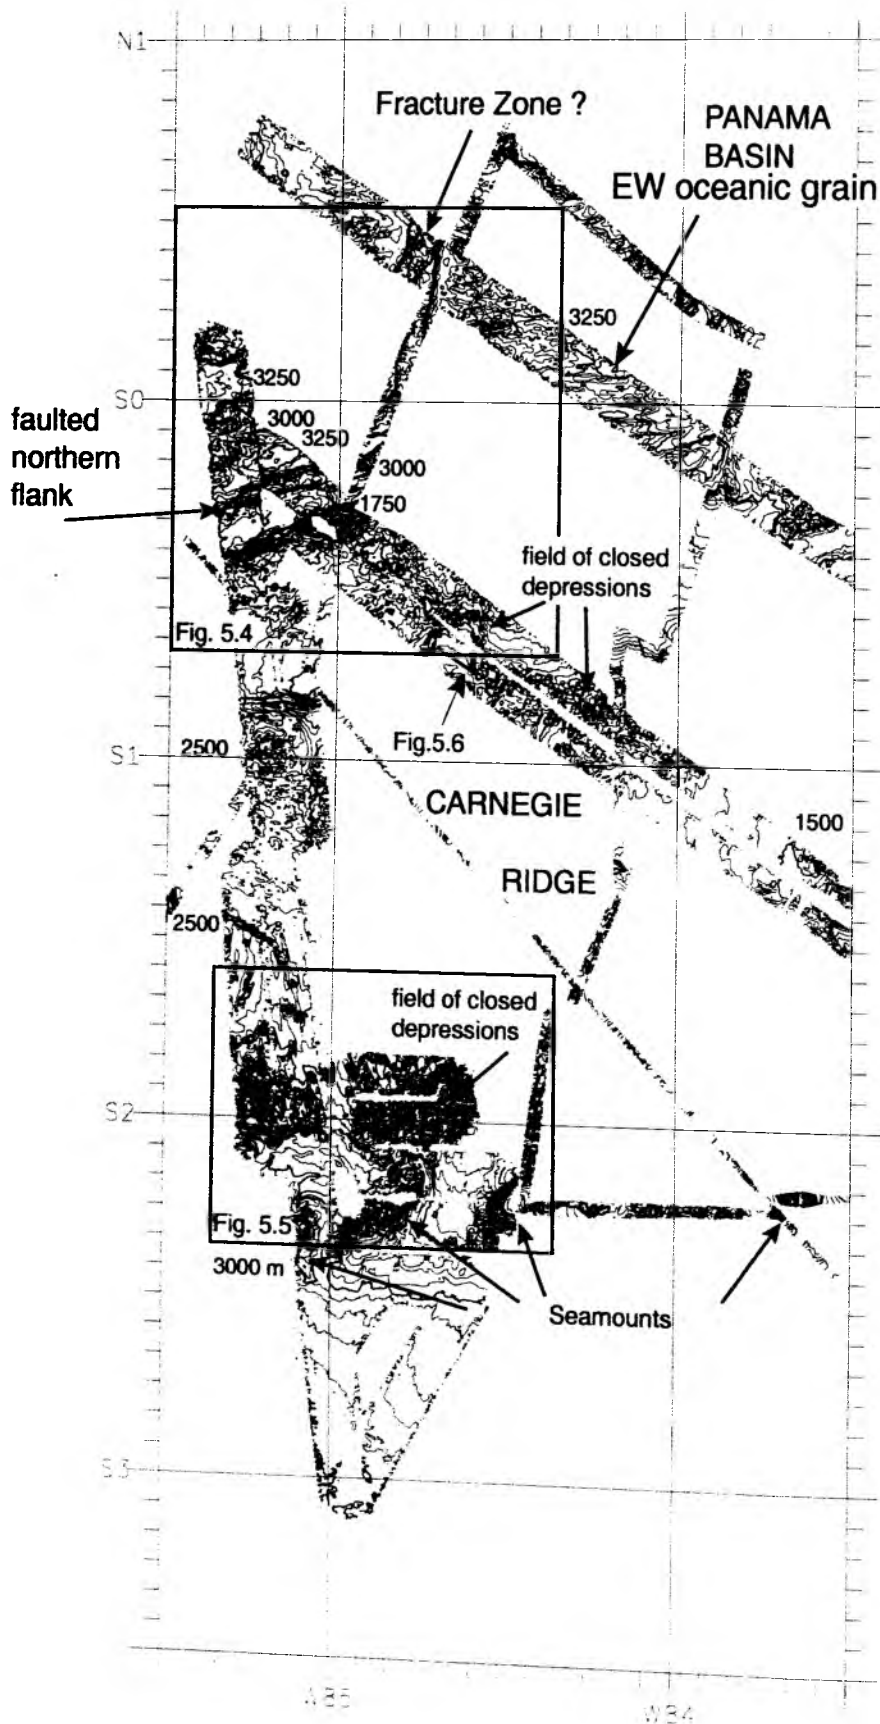 N1
Fracture Zone ?
PANAMA
BASIN
EW oceanic grain
3250
3250
S0
3000
faulted
northern
flank
3250
3000
1750
field of closed
depressions
Fig. 5.4
Fig.5.6
2500
S1
CARNEGIE
1500
RIDGE
2500
field of closed
depressions
S2
Fig. 5.5
3000 m
Seamounts
S3
W85
W84